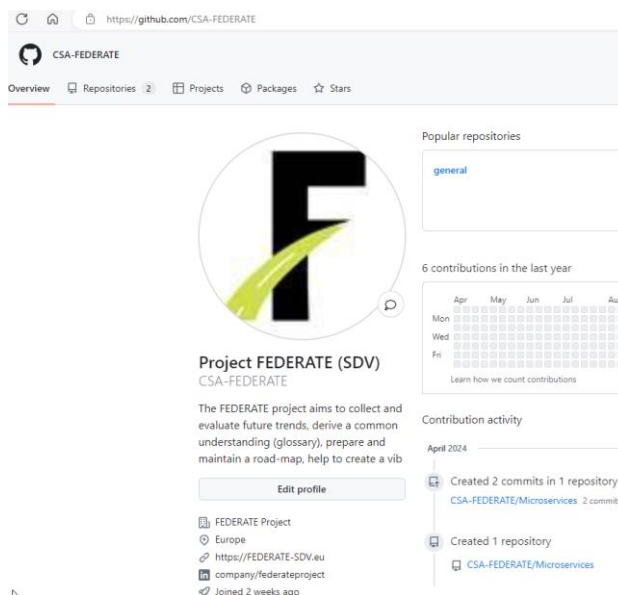 https://github.com/CSA-FEDERATE
CSA-FEDERATE
Overview Repositories 2 Projects Packages Stars
Popular repositories
general
6 contributions in the last year
Apr May Jun Jul Au
Mon
Wed
Fri
Learn how we count contributions
F
Project FEDERATE (SDV)
CSA-FEDERATE
The FEDERATE project aims to collect and
evaluate future trends, derive a common
understanding (glossary), prepare and
maintain a road-map, help to create a vib
Edit profile
FEDERATE Project
Europe
https://FEDERATE-SDV.eu
in company/federateproject
Joined 2 weeks ago
Contribution activity
April 2024
Created 2 commits in 1 repository
CSA-FEDERATE/Microservices 2 commit
Created 1 repository
CSA-FEDERATE/Microservices